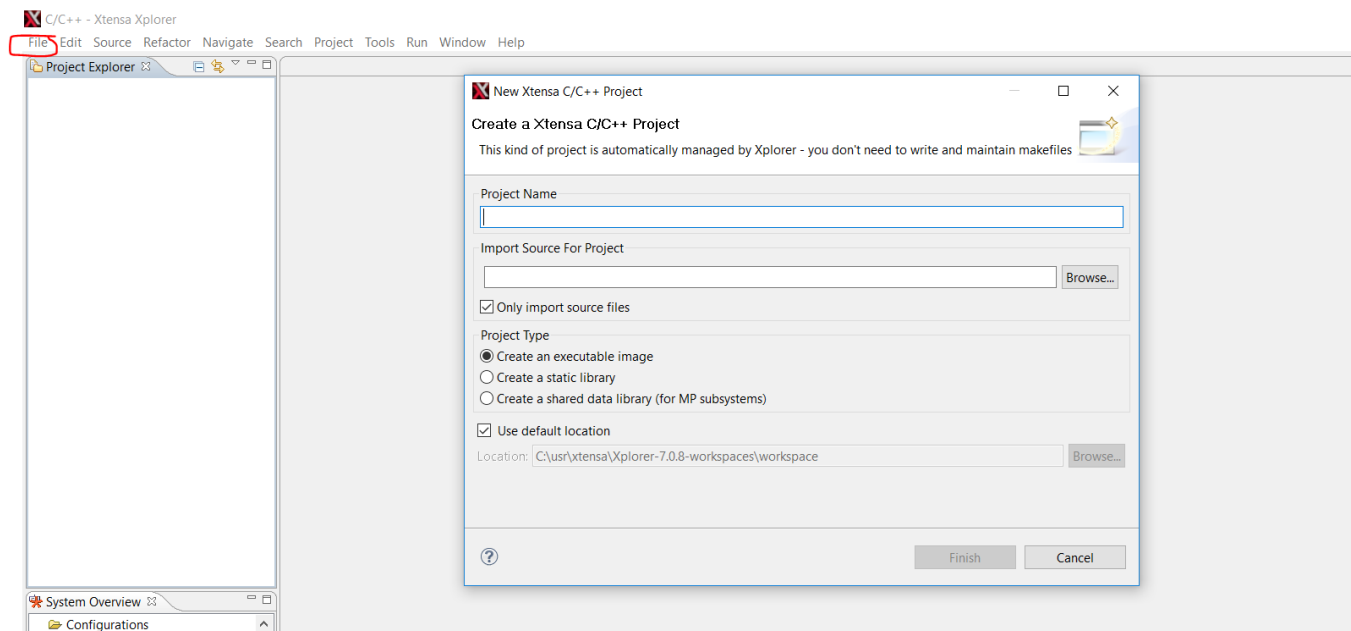 C/C++ - Xtensa Xplorer
File Edit Source Refactor Navigate Search Project Tools Run Window Help
Project Explorer
New Xtensa C/C++ Project
Create a Xtensa C/C++ Project
This kind of project is automatically managed by Xplorer - you don't need to write and maintain makefiles
Project Name
Import Source For Project
Browse...
Only import source files
Project Type
Create an executable image
Create a static library
Create a shared data library (for MP subsystems)
Use default location
Location: C:\usr\xtensa\Xplorer-7.0.8-workspaces\workspace Browse...
? Finish Cancel
System Overview
Configurations